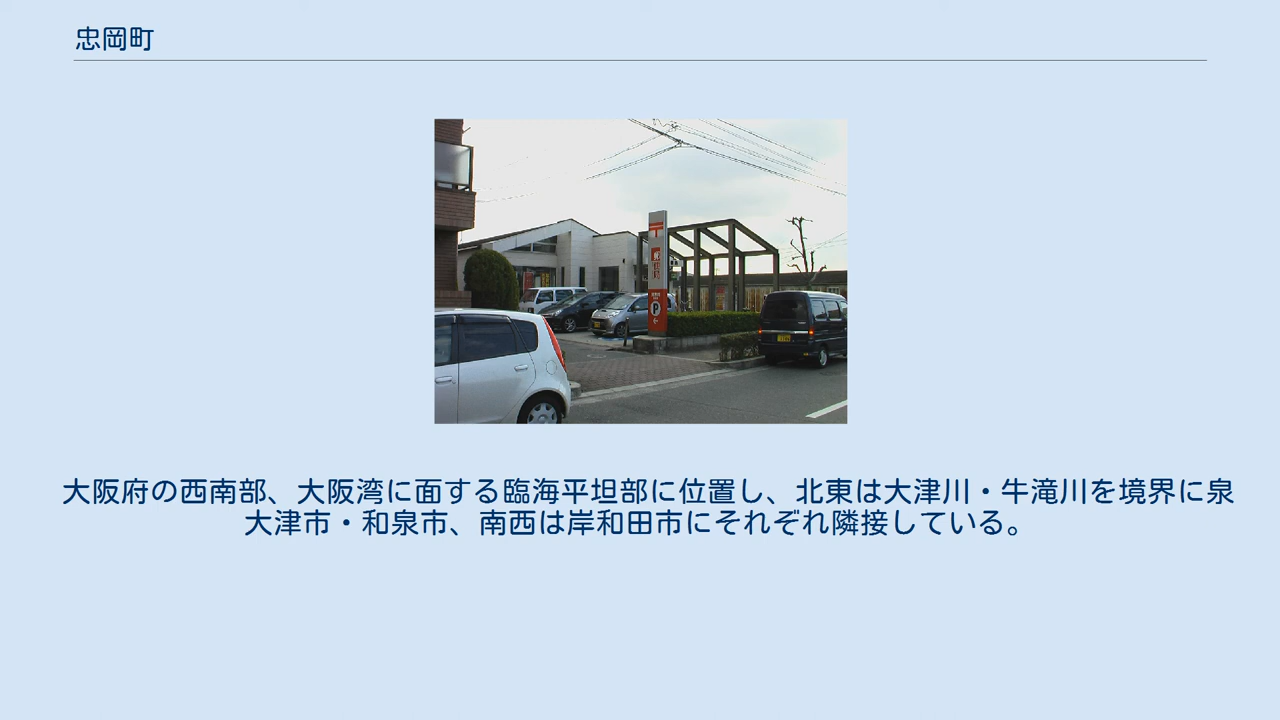 忠岡町
〒
P
大阪府の西南部、大阪湾に面する臨海平坦部に位置し、北東は大津川・牛滝川を境界に泉
大津市・和泉市、南西は岸和田市にそれぞれ隣接している。